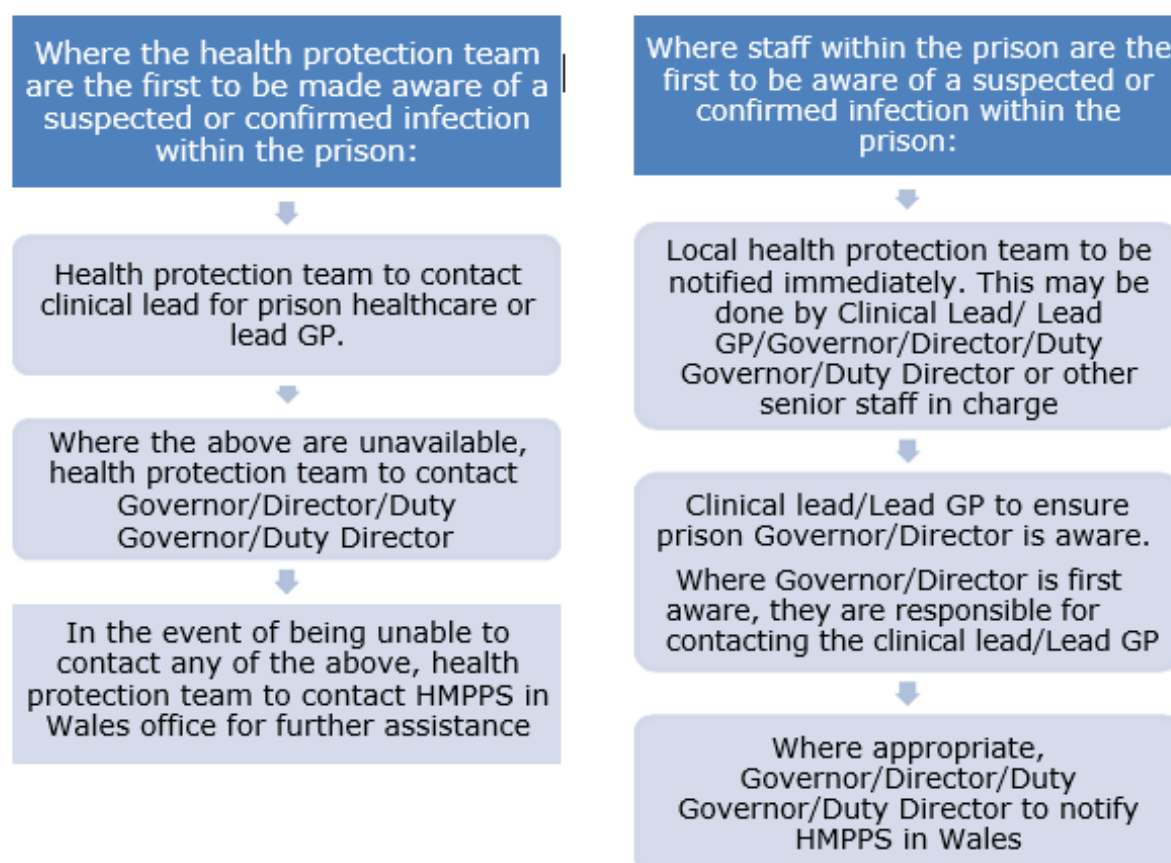 Where the health protection team
are the first to be made aware of a
suspected or confirmed infection
within the prison:
Health protection team to contact
clinical lead for prison healthcare or
lead GP.
Where the above are unavailable,
health protection team to contact
Governor/Director/Duty
Governor/Duty Director
In the event of being unable to
contact any of the above, health
protection team to contact HMPPS in
Wales office for further assistance
Where staff within the prison are the
first to be aware of a suspected or
confirmed infection within the
prison:
Local health protection team to be
notified immediately. This may be
done by Clinical Lead/ Lead
GP/Governor/Director/Duty
Governor/Duty Director or other
senior staff in charge
Clinical lead/Lead GP to ensure
prison Governor/Director is aware.
Where Governor/Director is first
aware, they are responsible for
contacting the clinical lead/Lead GP
Where appropriate,
Governor/Director/Duty
Governor/Duty Director to notify
HMPPS in Wales